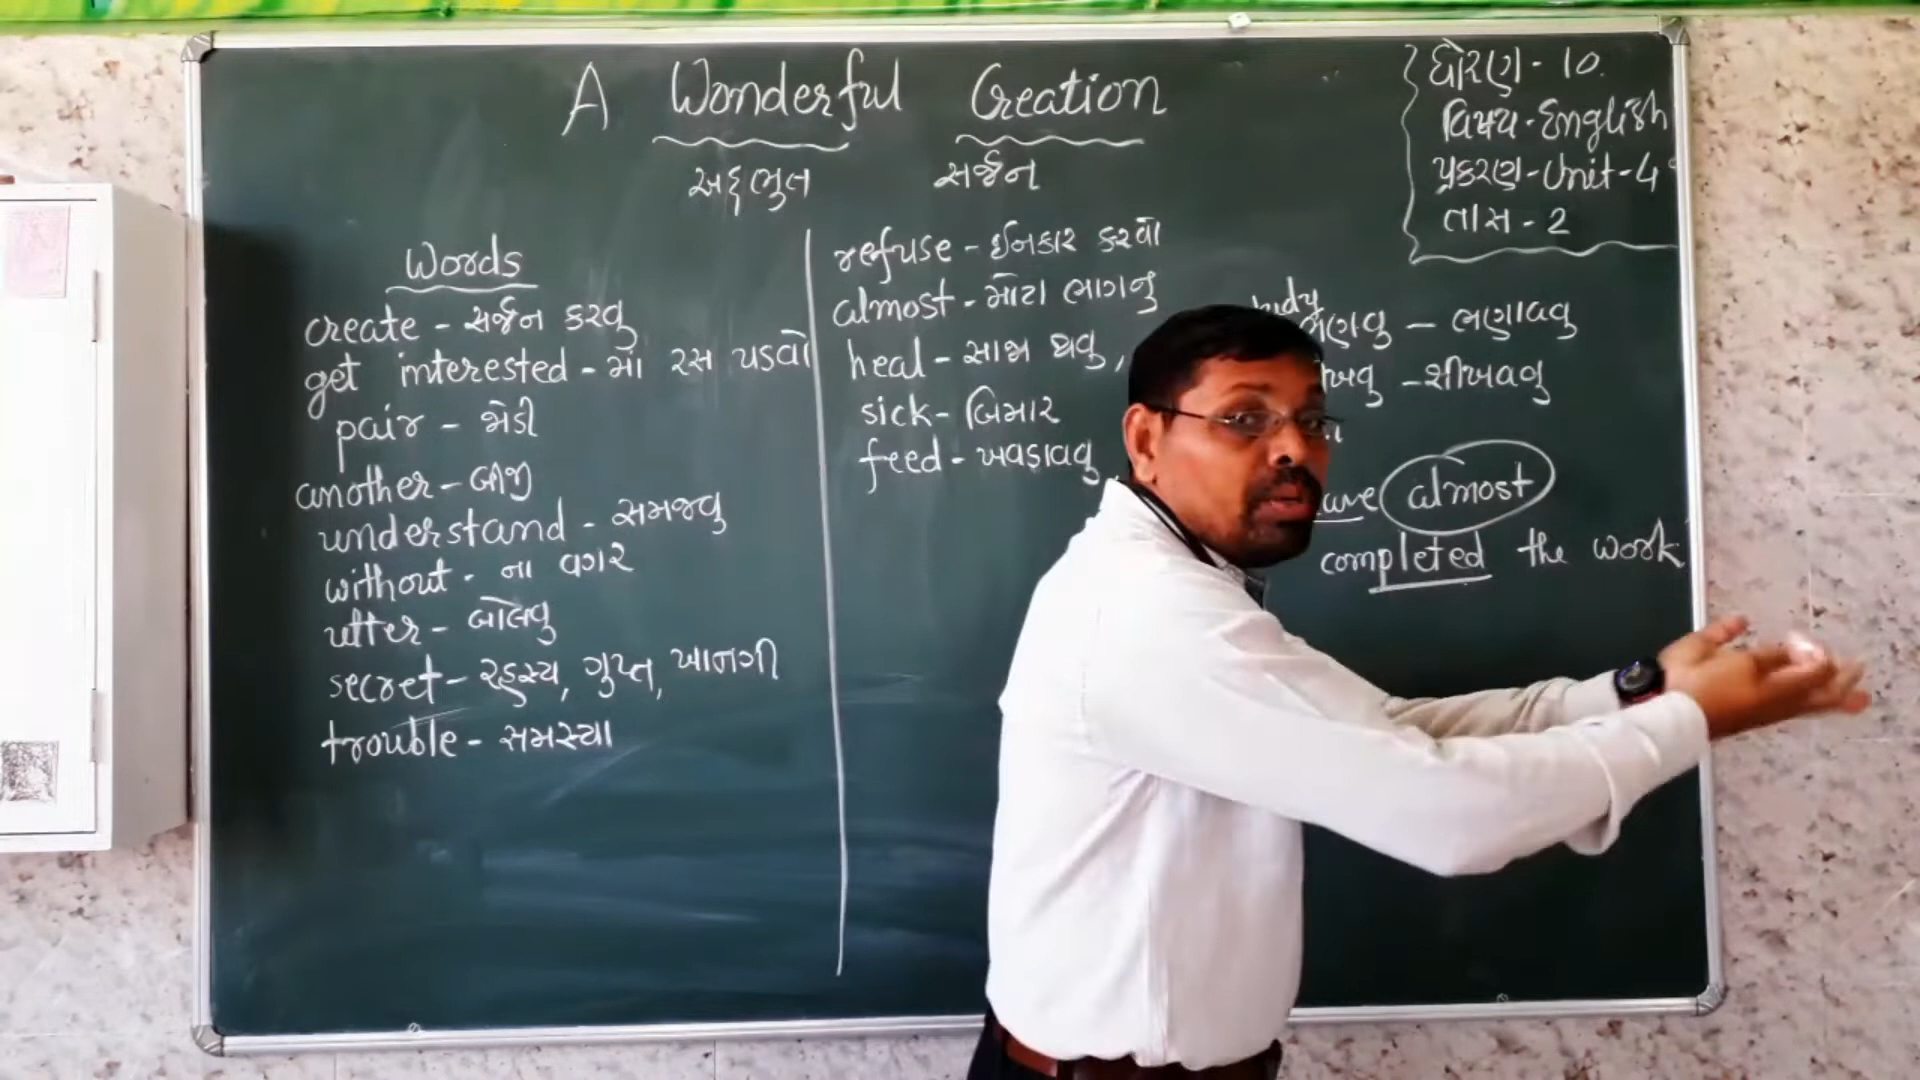 A Wonderful Creation
અદ્દભુત સર્જન
ધોરણ - 10.
વિષય - English
પ્રકરણ - Unit - 4
તાસ - 2
Words
create - સર્જન કરવુ
get interested - માં રસ પડવો
pair - જોડી
another - બીજી
understand - સમજવુ
without - ના વગર
utter - બોલવુ
secret - રહસ્ય, ગુપ્ત, ખાનગી
trouble - સમસ્યા
refuse - ઈનકાર કરવો
almost - મોટા ભાગનુ
heal - સાજા થવુ,
sick - બિમાર
feed - ખવડાવવુ
– ભણાવવુ
– શીખવવુ
almost
completed the work